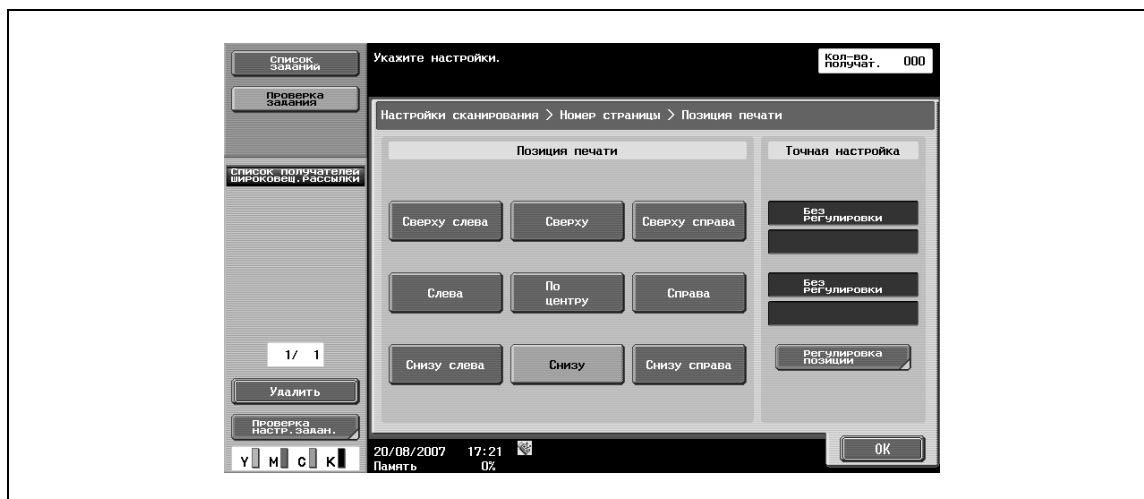 Список
заданий
Укажите настройки.
Кол-во.
получат. 000
Проверка
задания
Настройки сканирования > Номер страницы > Позиция печати
Позиция печати
Точная настройка
Список получателей
широковещ.рассылки
Сверху слева
Сверху
Сверху справа
Без
регулировки
Слева
По
центру
Справа
Без
регулировки
1/ 1
Снизу слева
Снизу
Снизу справа
Регулировка
позиции
Удалить
Проверка
настр.задан.
20/08/2007 17:21
Память 0%
OK
Y M C K